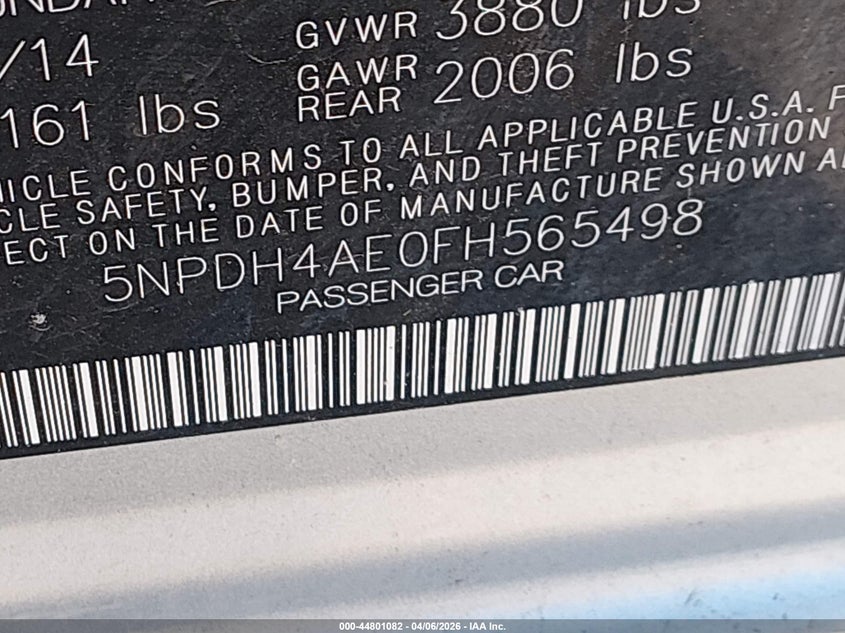 GVWR 3880 lbs
/14
GAWR REAR 2006 lbs
161 lbs
HICLE CONFORMS TO ALL APPLICABLE U.S.A. F
CLE SAFETY, BUMPER, AND THEFT PREVENTION
ECT ON THE DATE OF MANUFACTURE SHOWN A
5NPDH4AE0FH565498
PASSENGER CAR
000-44801082 - 04/06/2026 - IAA Inc.